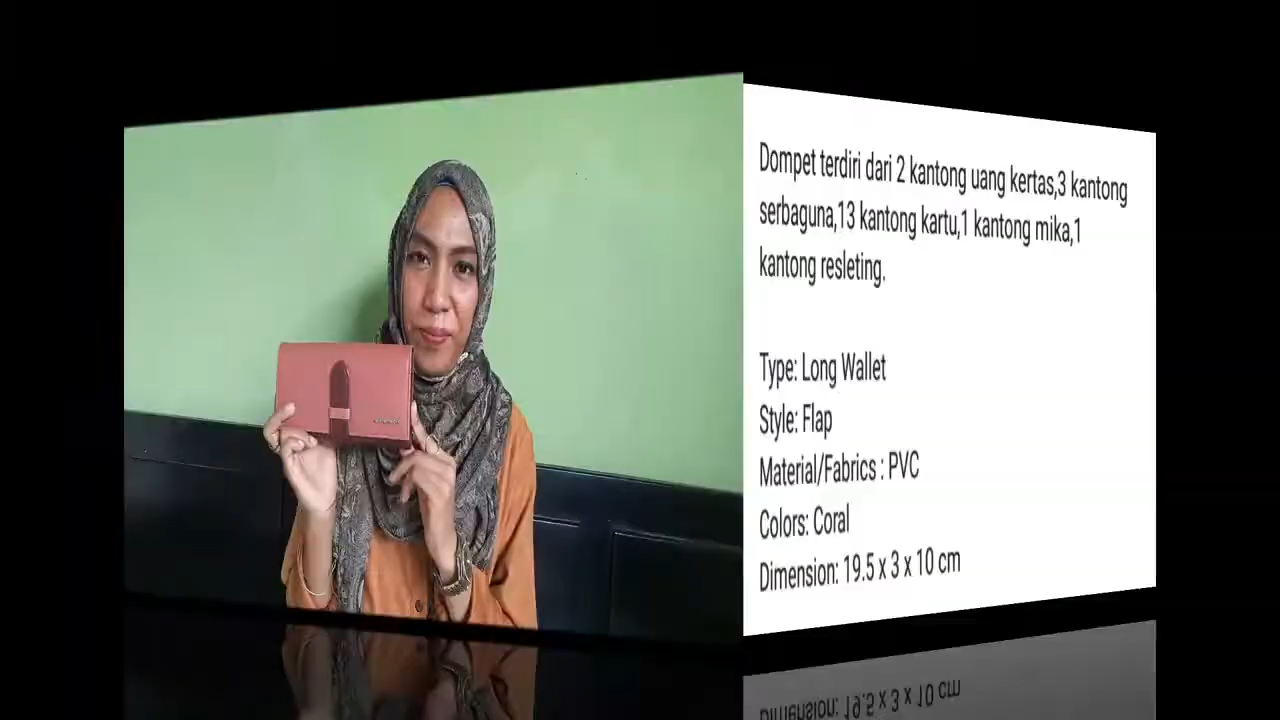 Dompet terdiri dari 2 kantong uang kertas,3 kantong
serbaguna,13 kantong kartu,1 kantong mika,1
kantong resleting.
Type: Long Wallet
Style: Flap
Material/Fabrics : PVC
Colors: Coral
Dimension: 19.5 x 3 x 10 cm